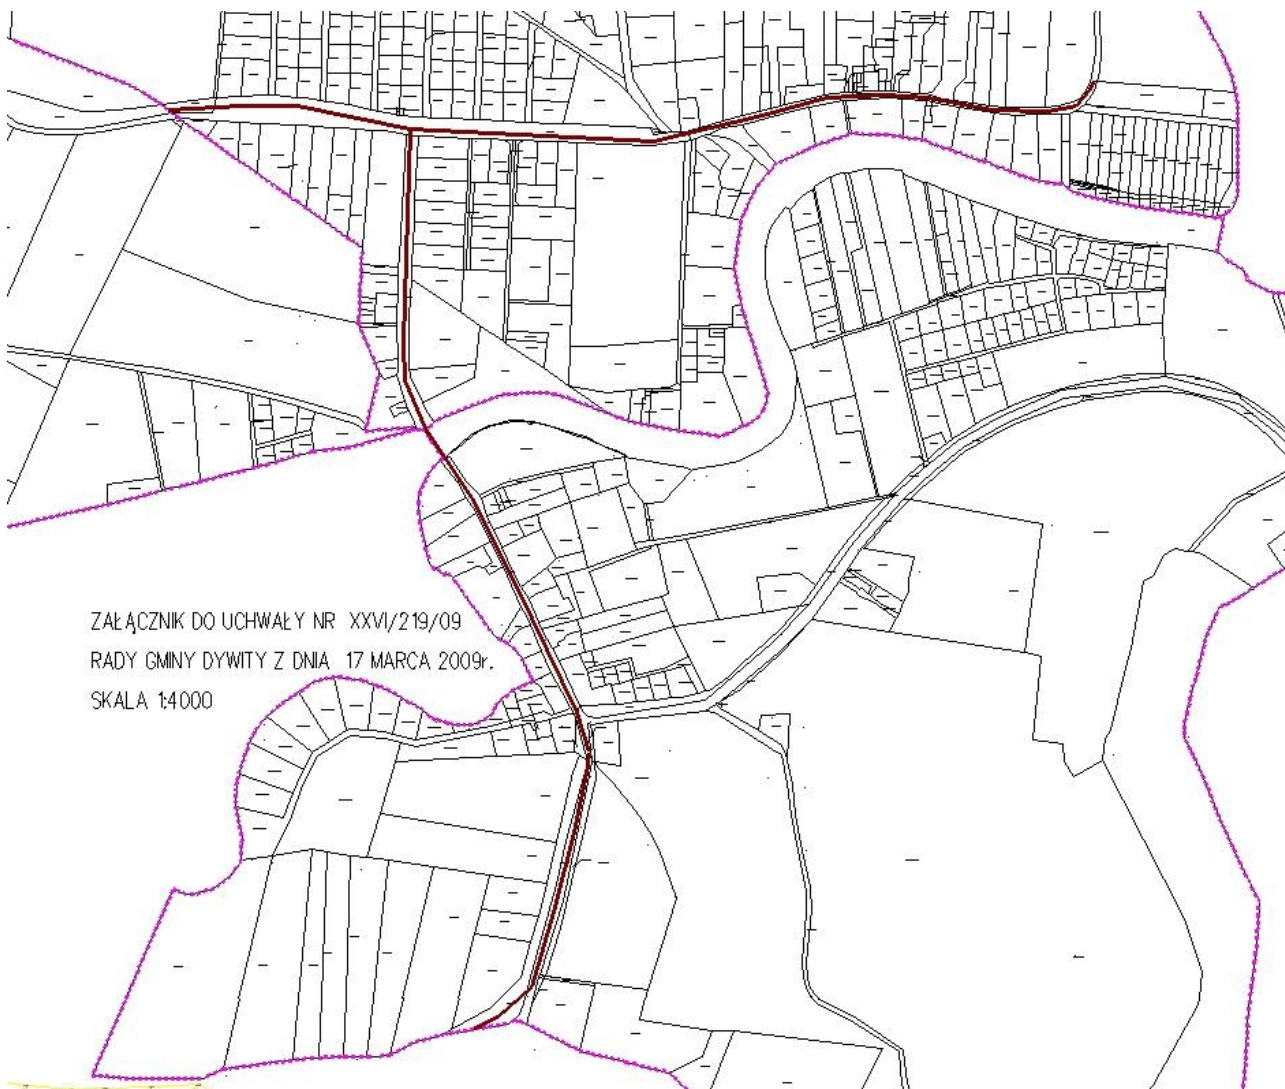 ZAŁĄCZNIK DO UCHWAŁY NR XXVI/219/09
RADY GMINY DYWITY Z DNIA 17 MARCA 2009r.
SKALA 1:4000